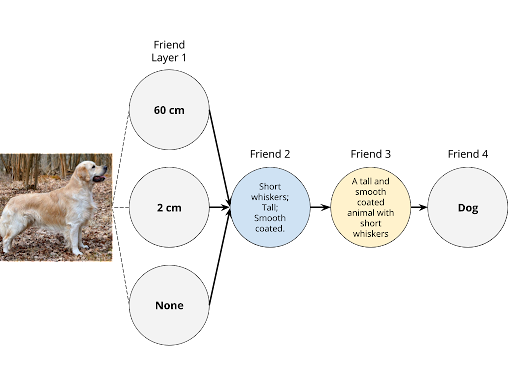 Friend
Layer 1
60 cm
2 cm
None
Friend 2
Short
whiskers;
Tall;
Smooth
coated.
Friend 3
A tall and
smooth
coated
animal with
short
whiskers
Friend 4
Dog